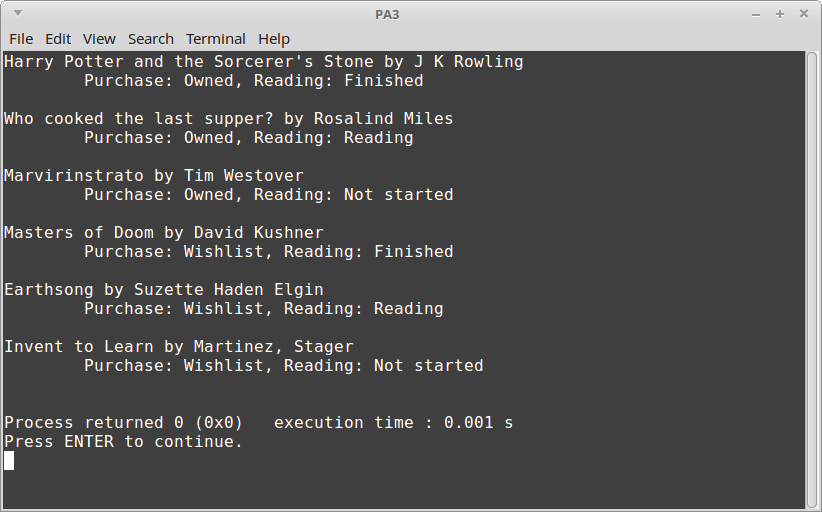 PA3
File Edit View Search Terminal Help
Harry Potter and the Sorcerer's Stone by J K Rowling
Purchase: Owned, Reading: Finished
Who cooked the last supper? by Rosalind Miles
Purchase: Owned, Reading: Reading
Marvirinstrato by Tim Westover
Purchase: Owned, Reading: Not started
Masters of Doom by David Kushner
Purchase: Wishlist, Reading: Finished
Earthsong by Suzette Haden Elgin
Purchase: Wishlist, Reading: Reading
Invent to Learn by Martinez, Stager
Purchase: Wishlist, Reading: Not started
Process returned 0 (0x0)   execution time : 0.001 s
Press ENTER to continue.